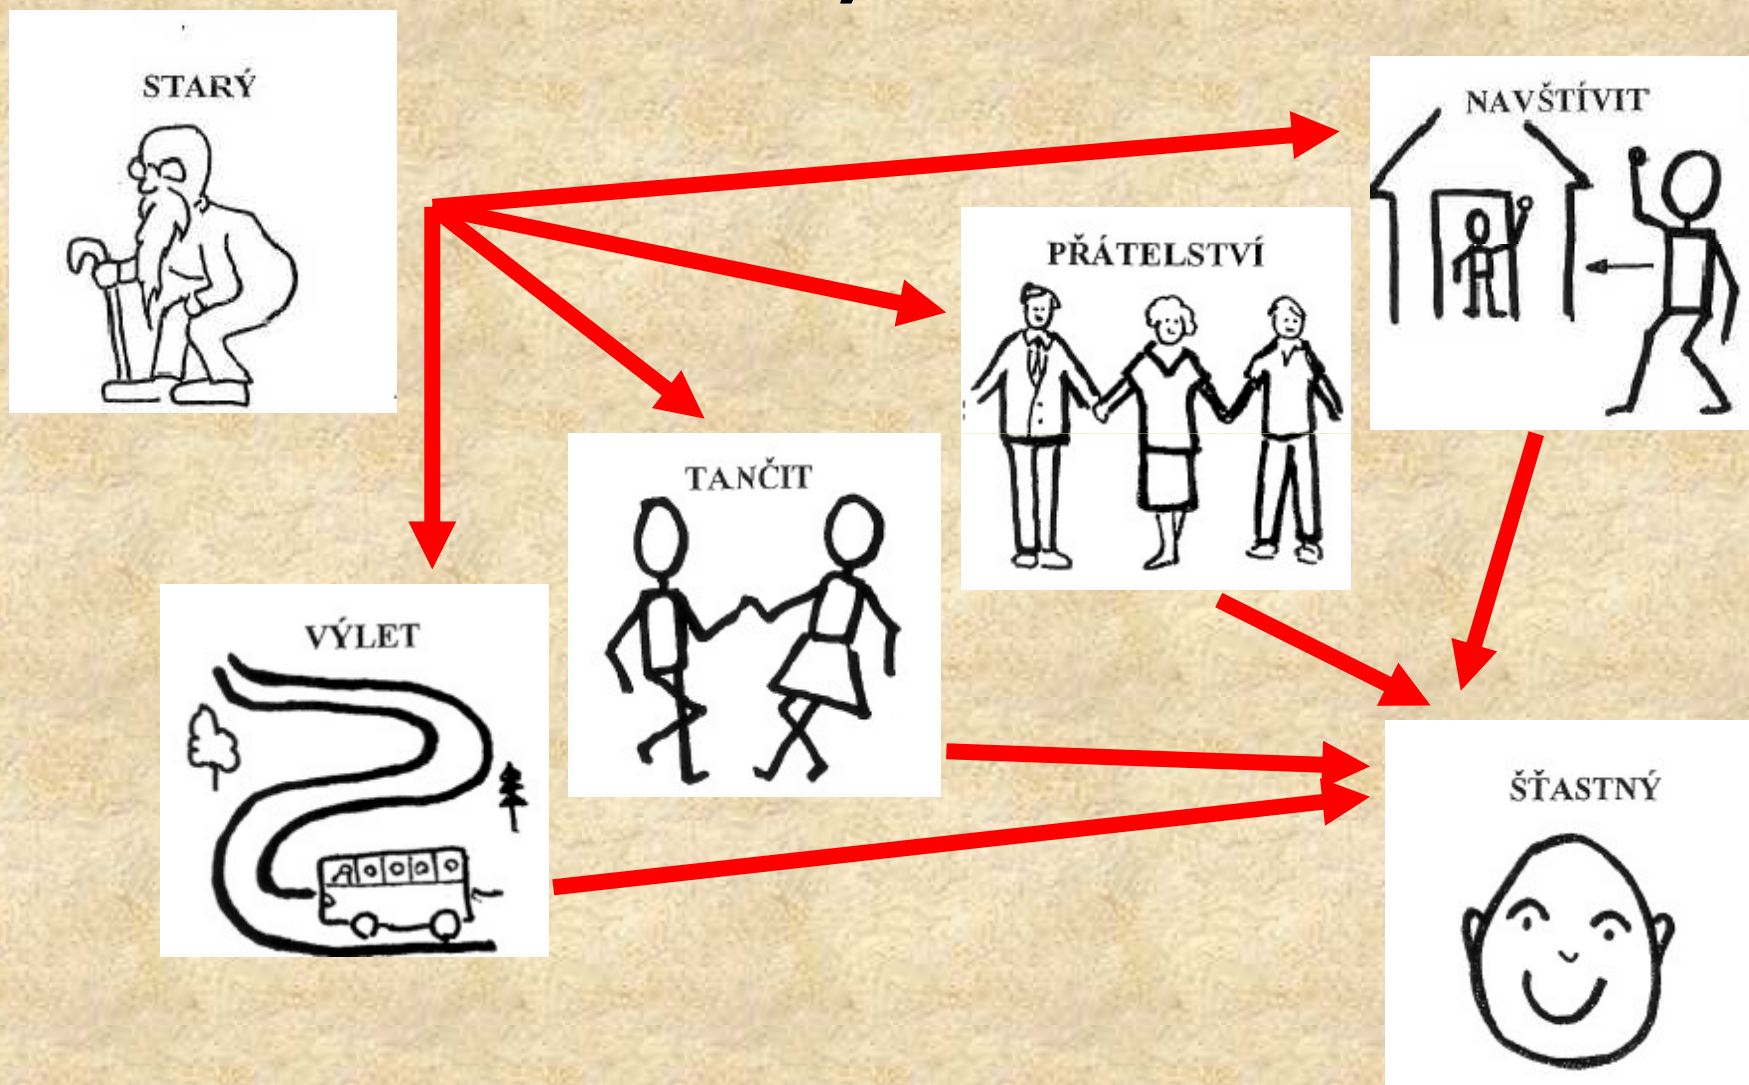 STARÝ
NAVŠTÍVIT
PŘÁTELSTVÍ
TANČIT
VÝLET
ŠŤASTNÝ